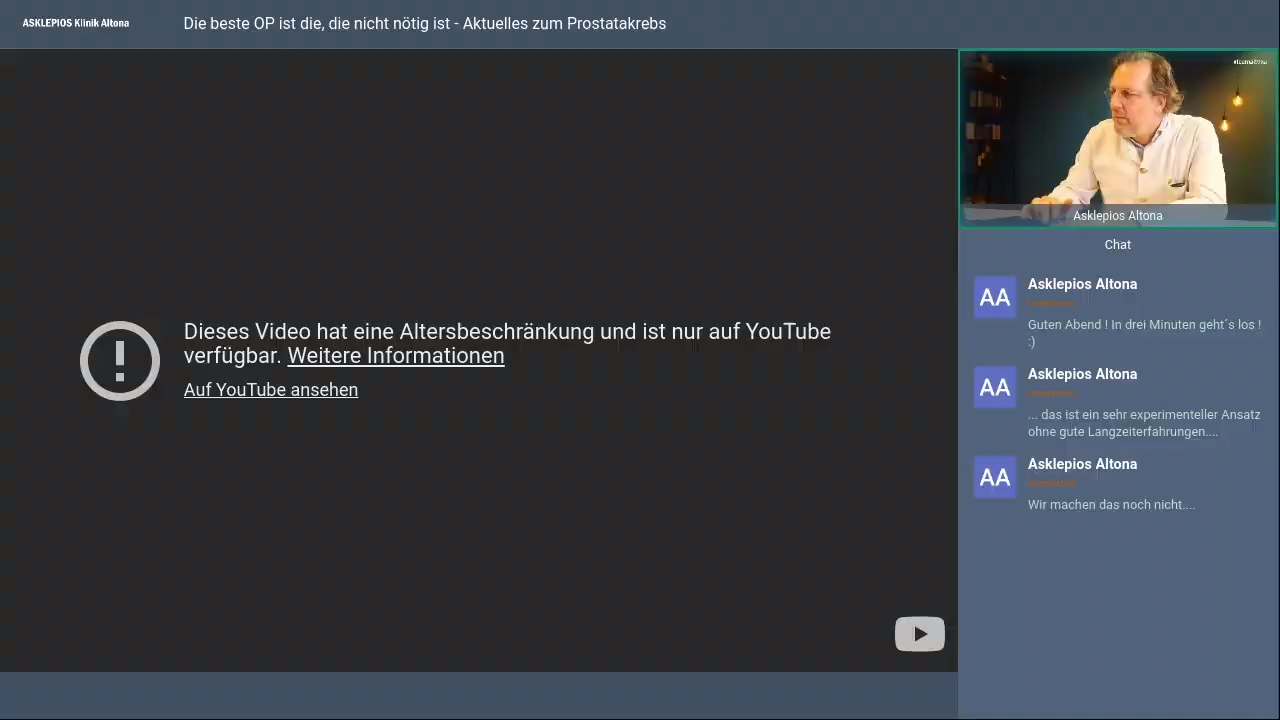 ASKLEPIOS Klinik Altona
Die beste OP ist die, die nicht nötig ist - Aktuelles zum Prostatakrebs
Dieses Video hat eine Altersbeschränkung und ist nur auf YouTube
verfügbar. Weitere Informationen
Auf YouTube ansehen
Asklepios Altona
Chat
AA
Asklepios Altona
Guten Abend ! In drei Minuten geht´s los !
:)
AA
Asklepios Altona
... das ist ein sehr experimenteller Ansatz
ohne gute Langzeiterfahrungen....
AA
Asklepios Altona
Wir machen das noch nicht....